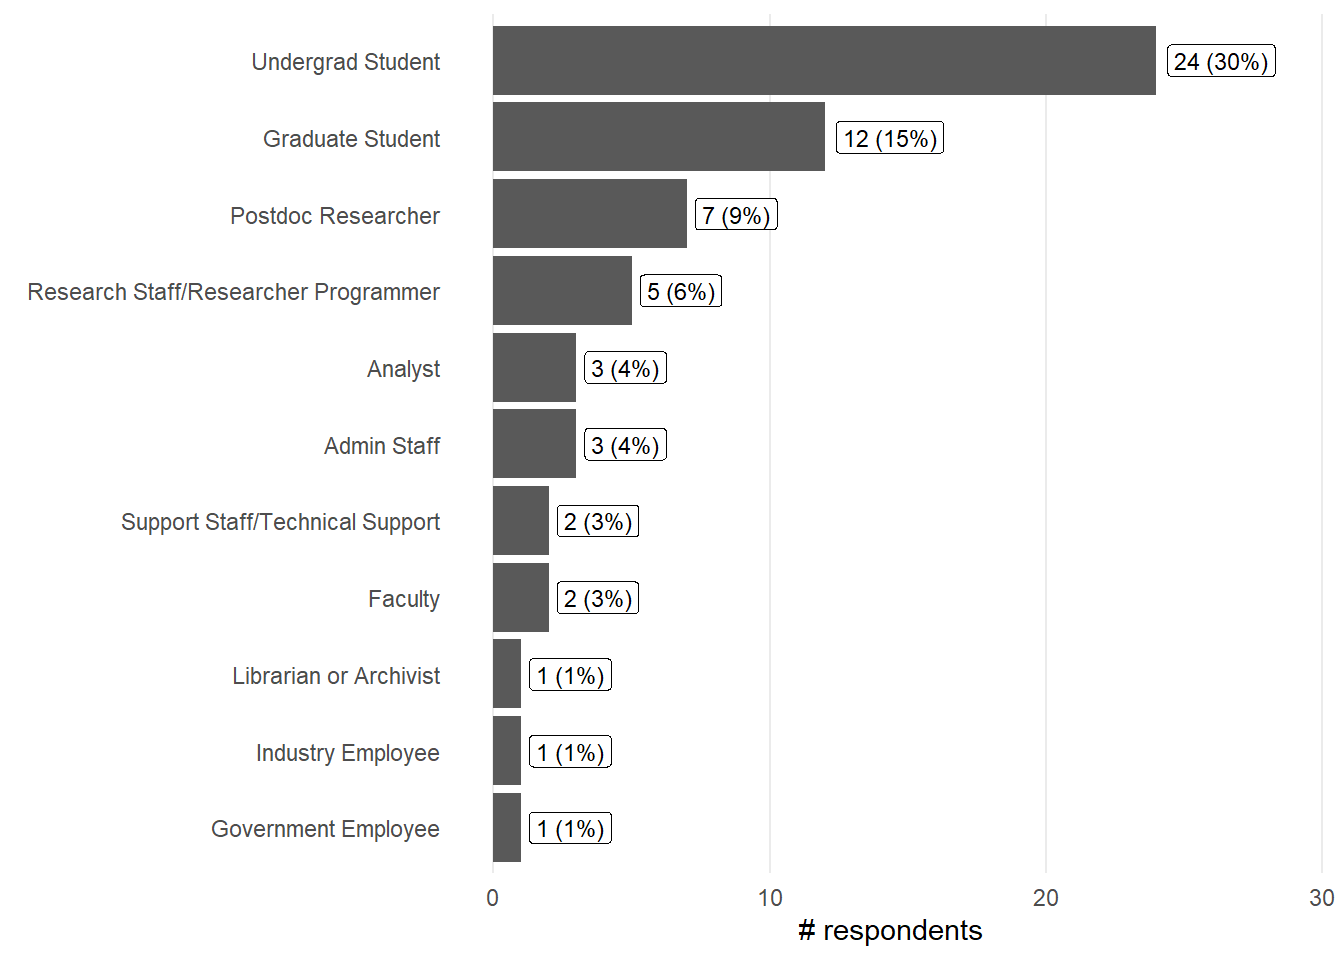 Undergrad Student 24 (30%)
Graduate Student 12 (15%)
Postdoc Researcher 7 (9%)
Research Staff/Researcher Programmer 5 (6%)
Analyst 3 (4%)
Admin Staff 3 (4%)
Support Staff/Technical Support 2 (3%)
Faculty 2 (3%)
Librarian or Archivist 1 (1%)
Industry Employee 1 (1%)
Government Employee 1 (1%)
0 10 20 30
# respondents